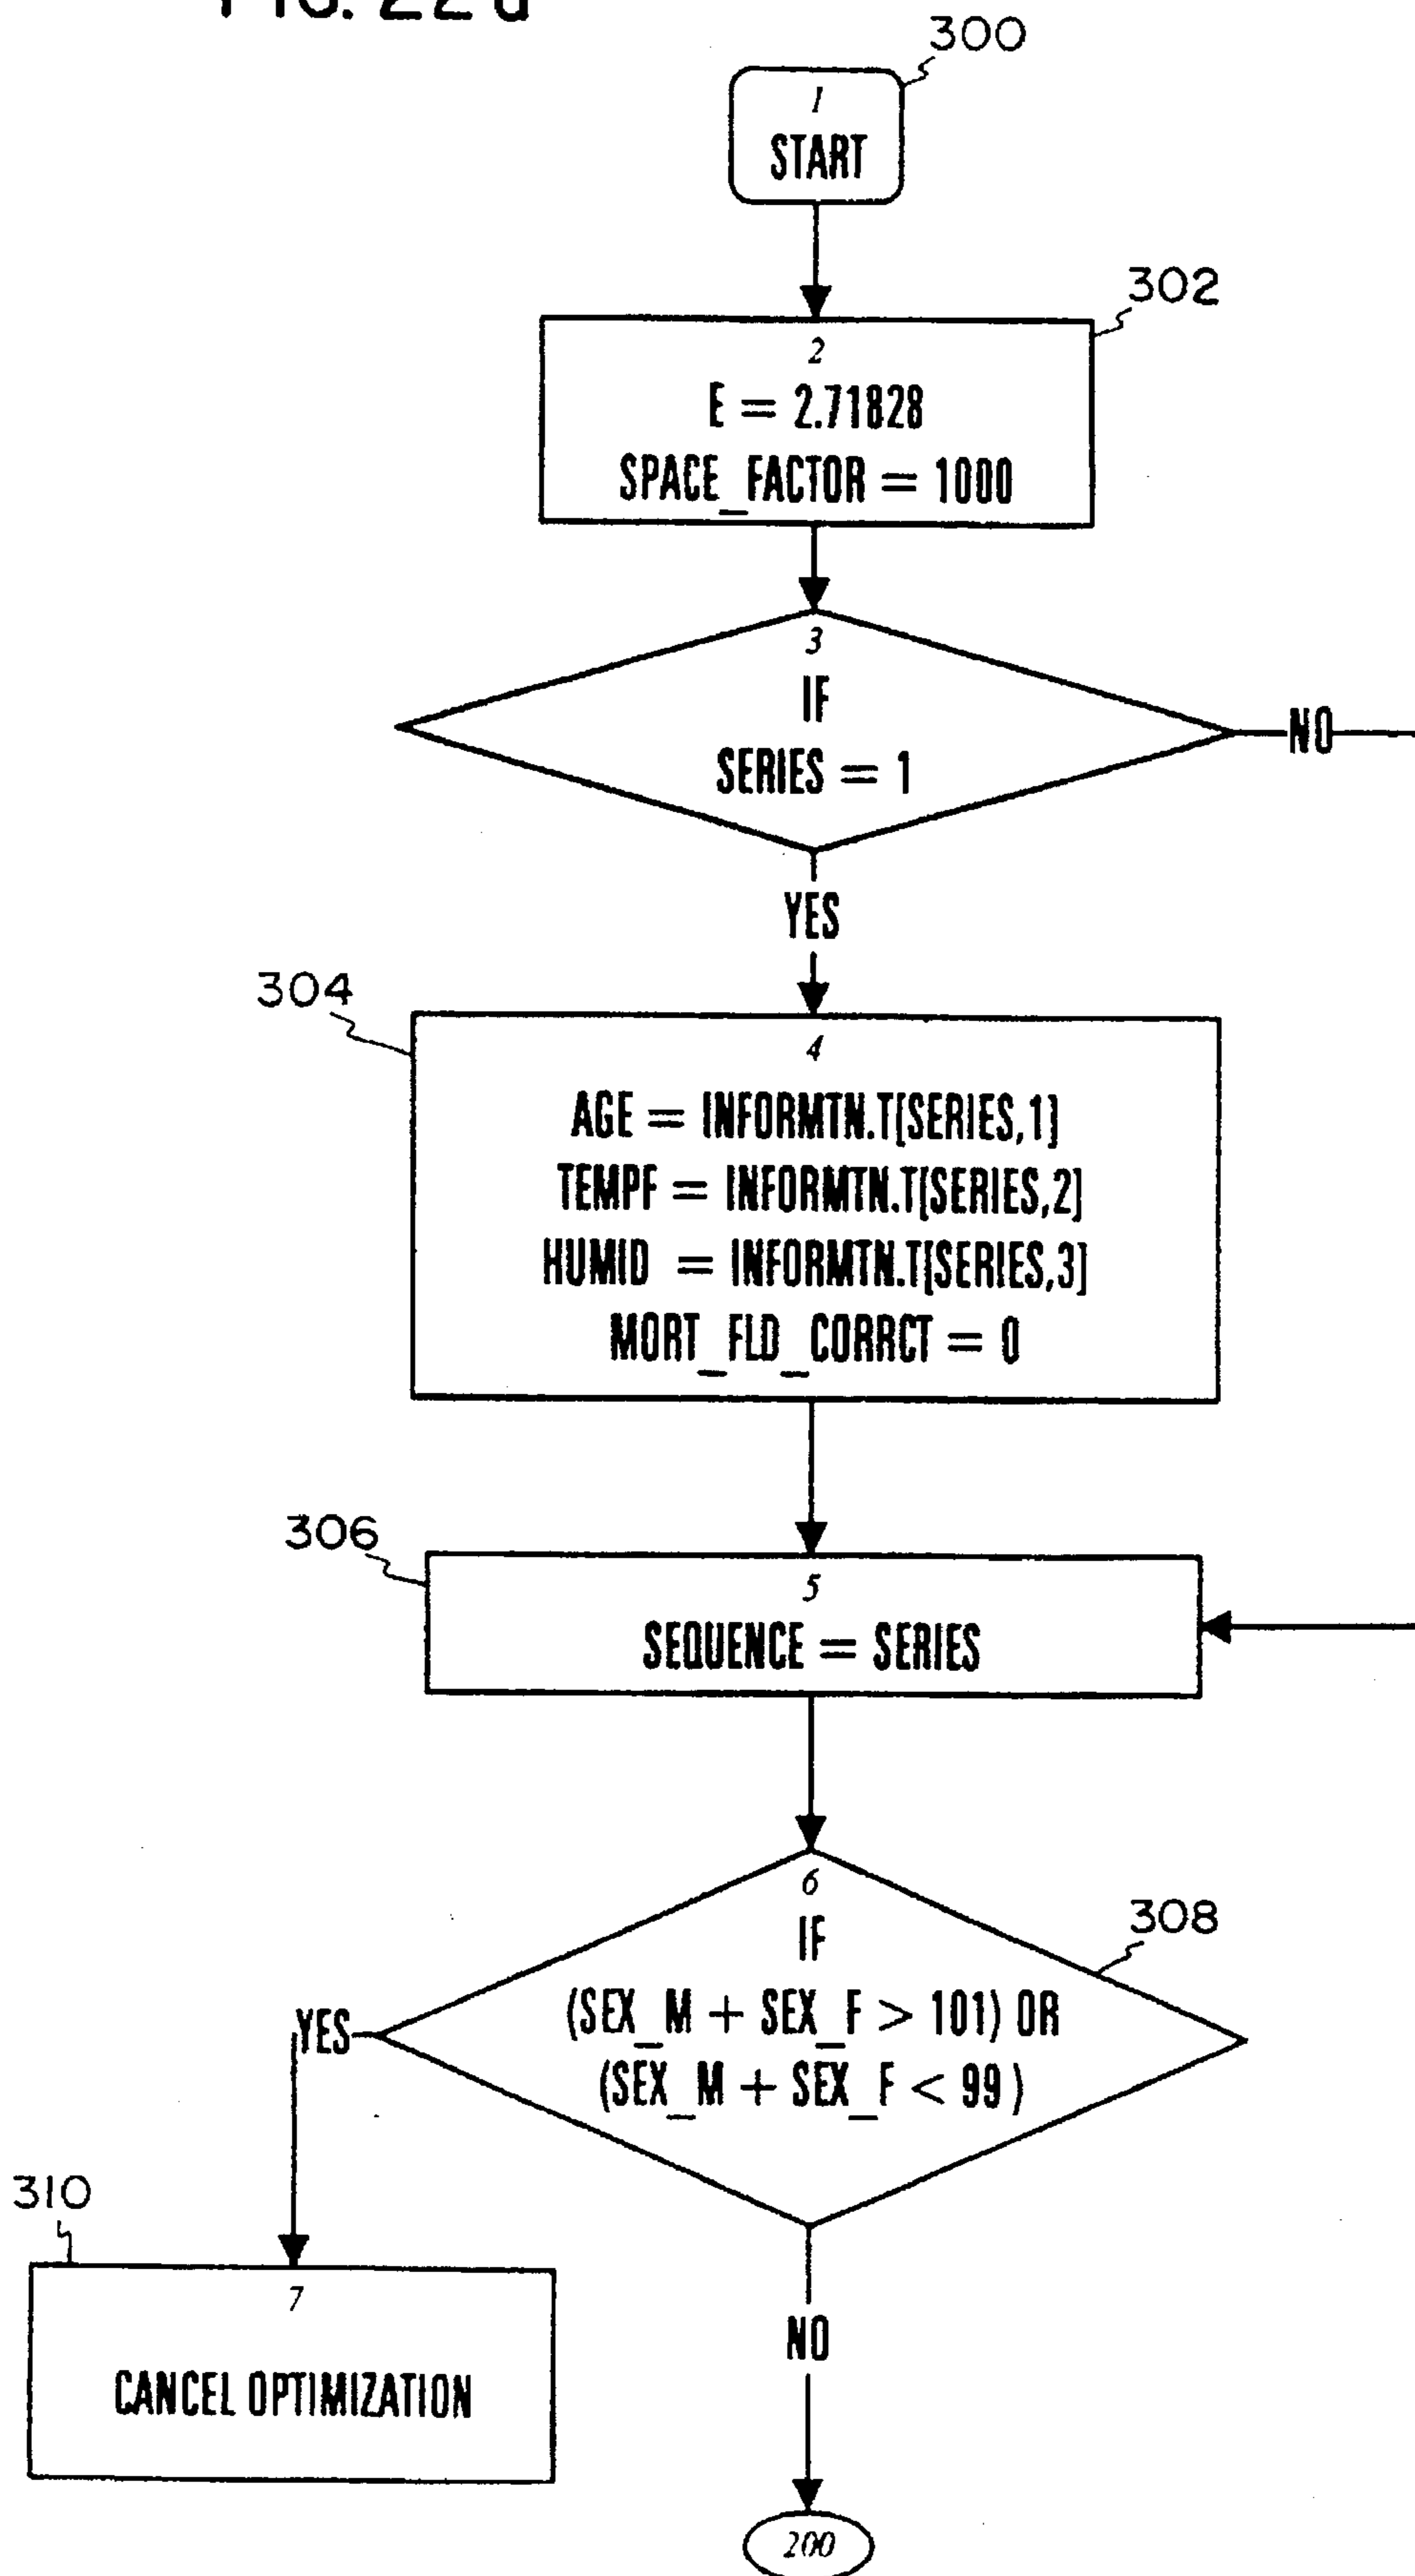 FIG. 22a
300
1
START
302
2
E = 2.71828
SPACE_FACTOR = 1000
3
IF
SERIES = 1
NO
YES
304
4
AGE = INFORMTN.T[SERIES,1]
TEMPF = INFORMTN.T[SERIES,2]
HUMID = INFORMTN.T[SERIES,3]
MORT_FLD_CORRCT = 0
306
5
SEQUENCE = SERIES
6
IF
308
(SEX_M + SEX_F > 101) OR
(SEX_M + SEX_F < 99)
YES
310
7
CANCEL OPTIMIZATION
NO
200